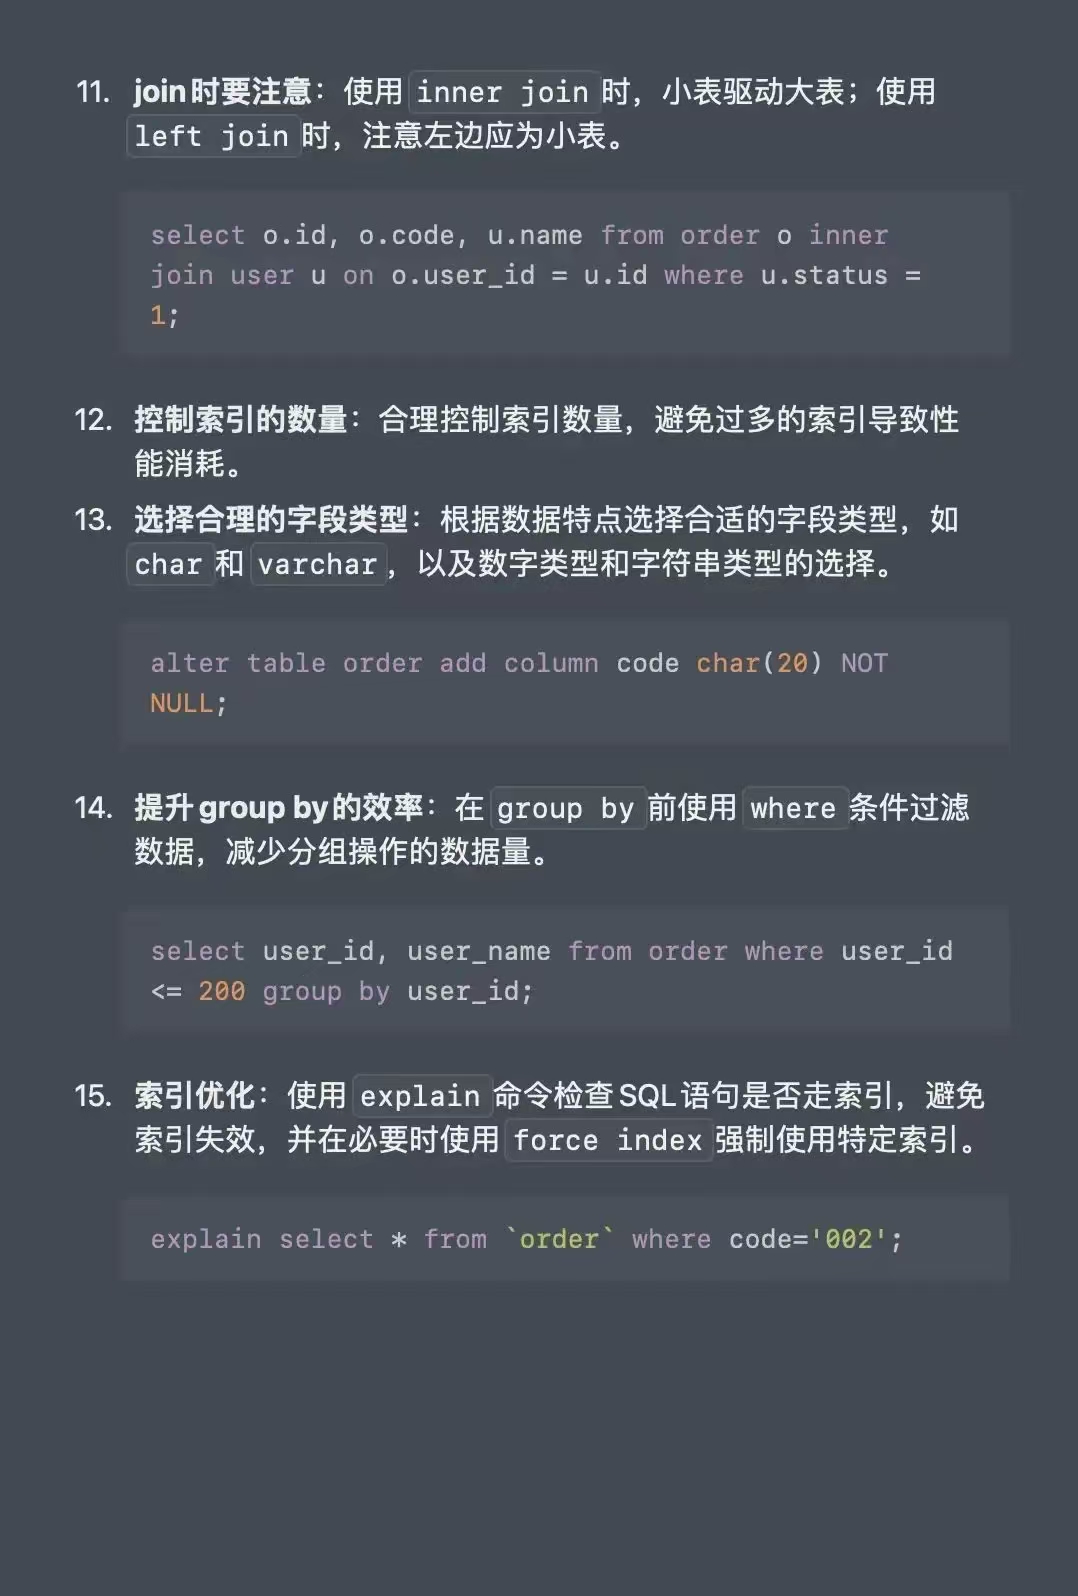 11. join时要注意：使用 inner join 时，小表驱动大表；使用
left join 时，注意左边应为小表。
select o.id, o.code, u.name from order o inner
join user u on o.user_id = u.id where u.status =
1;
12. 控制索引的数量：合理控制索引数量，避免过多的索引导致性
能消耗。
13. 选择合理的字段类型：根据数据特点选择合适的字段类型，如
char 和 varchar ，以及数字类型和字符串类型的选择。
alter table order add column code char(20) NOT
NULL;
14. 提升group by的效率：在 group by 前使用 where 条件过滤
数据，减少分组操作的数据量。
select user_id, user_name from order where user_id
<= 200 group by user_id;
15. 索引优化：使用 explain 命令检查SQL语句是否走索引，避免
索引失效，并在必要时使用 force index 强制使用特定索引。
explain select * from `order` where code='002';